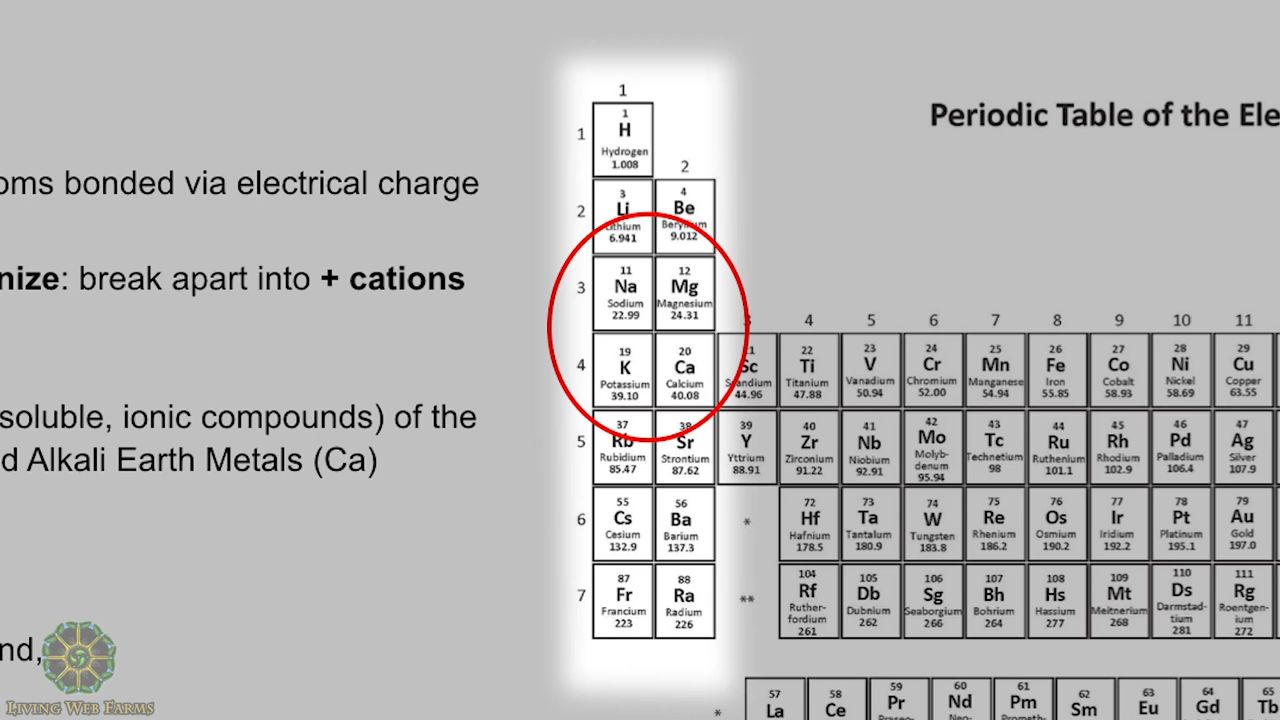 oms bonded via electrical charge
nize: break apart into + cations
soluble, ionic compounds) of the
d Alkali Earth Metals (Ca)
nd,
LIVING WEB FARMS
Periodic Table of the Ele
1
2
3 4 5 6 7 8 9 10 11
1
1
H
Hydrogen
1.008
2
3 4
Li Be
Lithium Beryllium
6.941 9.012
3
11 12
Na Mg
Sodium Magnesium
22.99 24.31
4
19 20 21 22 23 24 25 26 27 28 29
K Ca Sc Ti V Cr Mn Fe Co Ni Cu
Potassium Calcium Scandium Titanium Vanadium Chromium Manganese Iron Cobalt Nickel Copper
39.10 40.08 44.96 47.88 50.94 52.00 54.94 55.85 58.93 58.69 63.55
5
37 38 39 40 41 42 43 44 45 46 47
Rb Sr Y Zr Nb Mo Tc Ru Rh Pd Ag
Rubidium Strontium Yttrium Zirconium Niobium Molyb-denum Technetium Ruthenium Rhodium Palladium Silver
85.47 87.62 88.91 91.22 92.91 95.94 98 101.1 102.9 106.4 107.9
6
55 56 * 72 73 74 75 76 77 78 79
Cs Ba Hf Ta W Re Os Ir Pt Au
Cesium Barium Hafnium Tantalum Tungsten Rhenium Osmium Iridium Platinum Gold
132.9 137.3 178.5 180.9 183.8 186.2 190.2 192.2 195.1 197.0
7
87 88 ** 104 105 106 107 108 109 110 111
Fr Ra Rf Db Sg Bh Hs Mt Ds Rg
Francium Radium Ruther-fordium Dubnium Seaborgium Bohrium Hassium Meitnerium Darmstad-tium Roentgen-ium
223 226 261 262 266 264 277 268 281 272
* 57 58 59 60 61 62 63 64 65
La Ce Pr Nd Pm Sm Eu Gd Tb